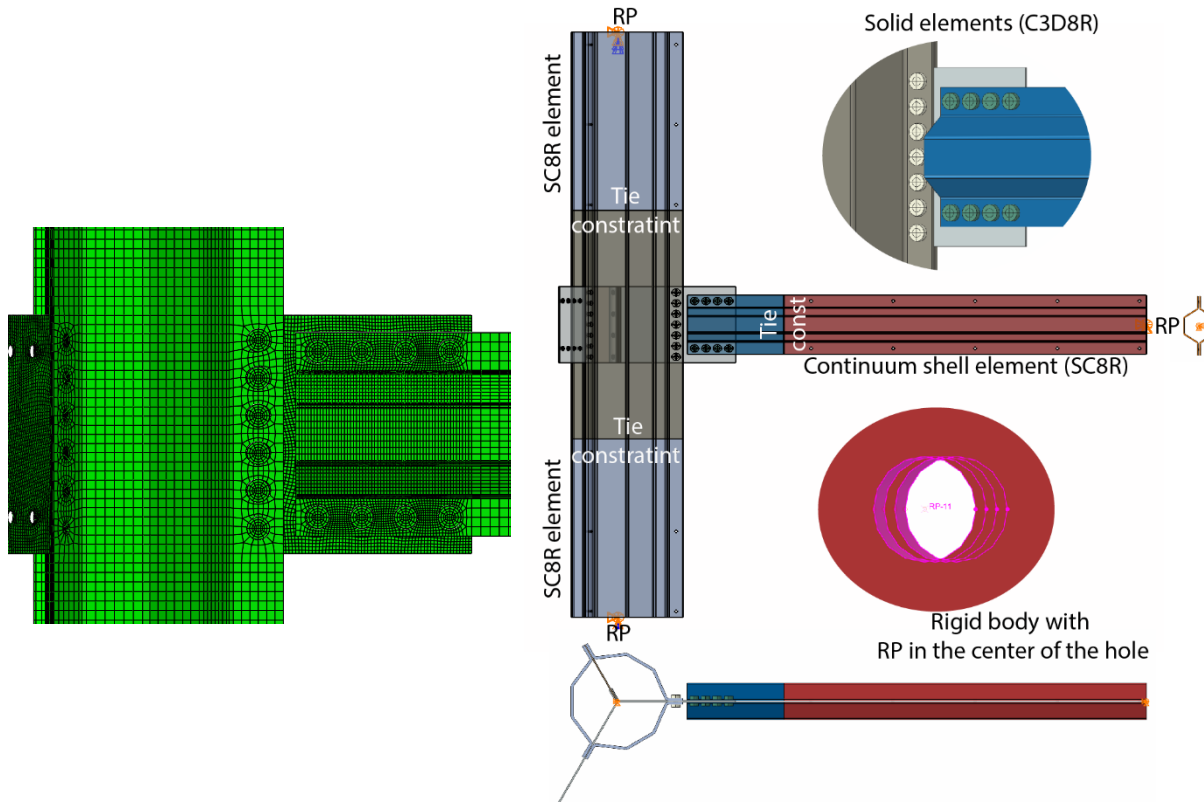 RP
Solid elements (C3D8R)
SC8R element
Tie
constratint
Tie
const
RP
Continuum shell element (SC8R)
Tie
constratint
SC8R element
RP-11
RP
Rigid body with
RP in the center of the hole